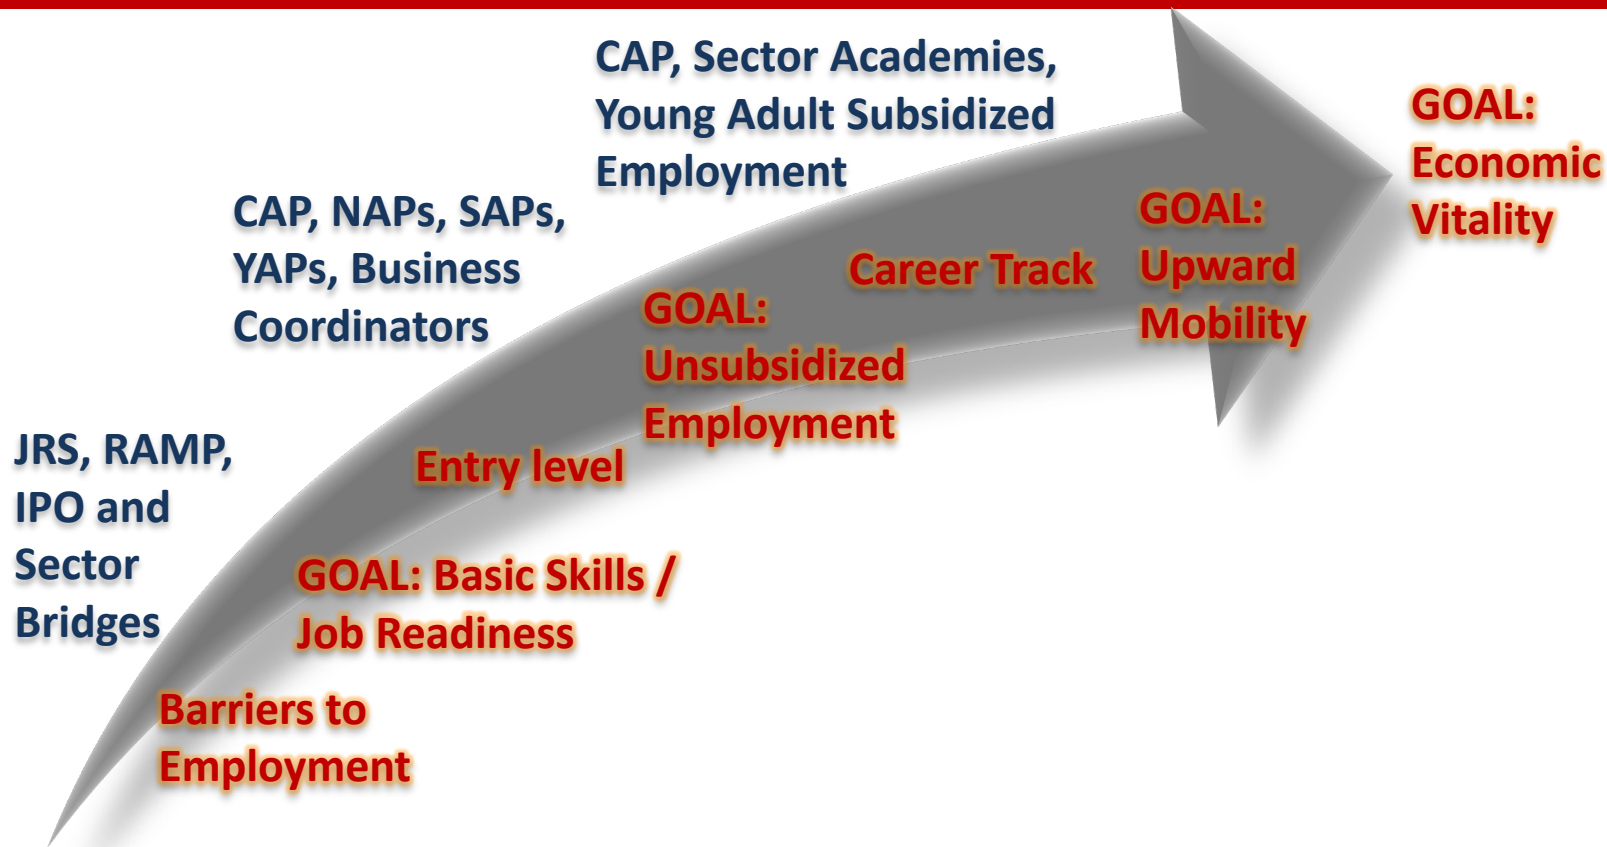 CAP, Sector Academies,
Young Adult Subsidized
Employment
GOAL:
Economic
Vitality
CAP, NAPs, SAPs,
YAPs, Business
Coordinators
GOAL:
Upward
Mobility
Career Track
GOAL:
Unsubsidized
Employment
JRS, RAMP,
IPO and
Sector
Bridges
Entry level
GOAL: Basic Skills /
Job Readiness
Barriers to
Employment